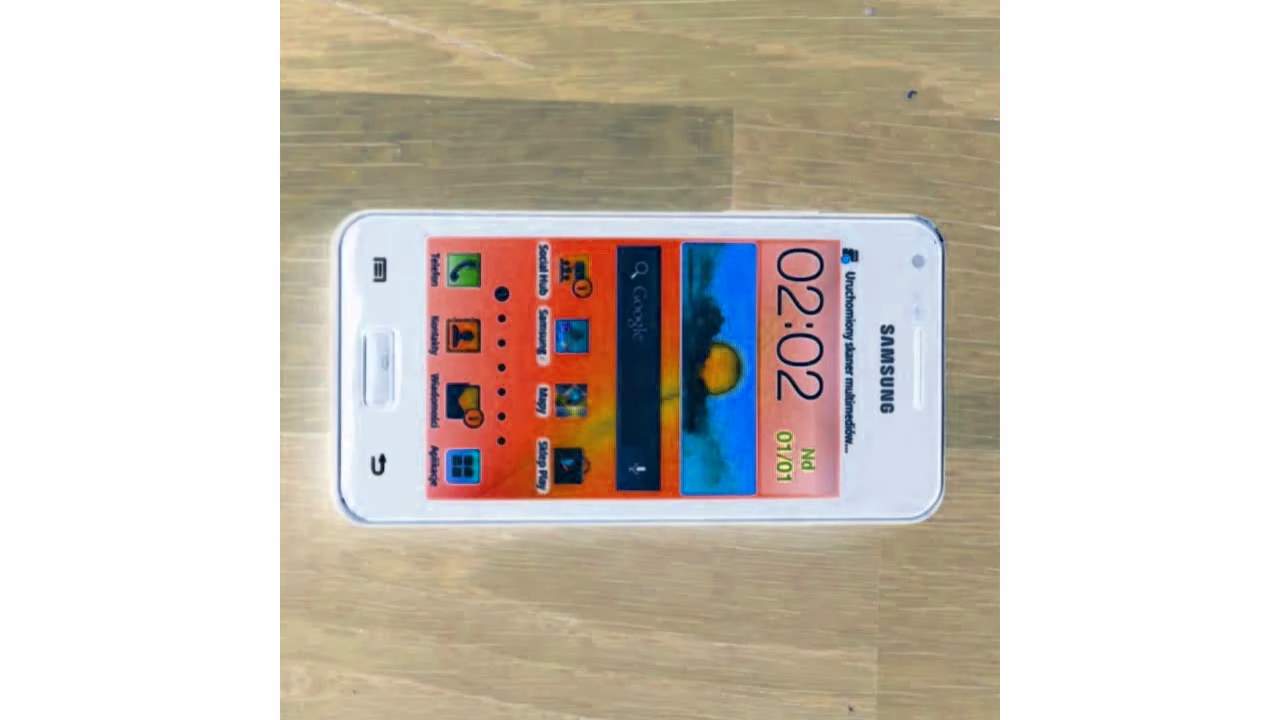 SAMSUNG
Uruchomiony skaner multimediów...
02:02
Nd
01/01
Google
Social Hub
Samsung
Mapy
Sklep Play
1
Telefon
Kontakty
Wiadomości
Aplikacje